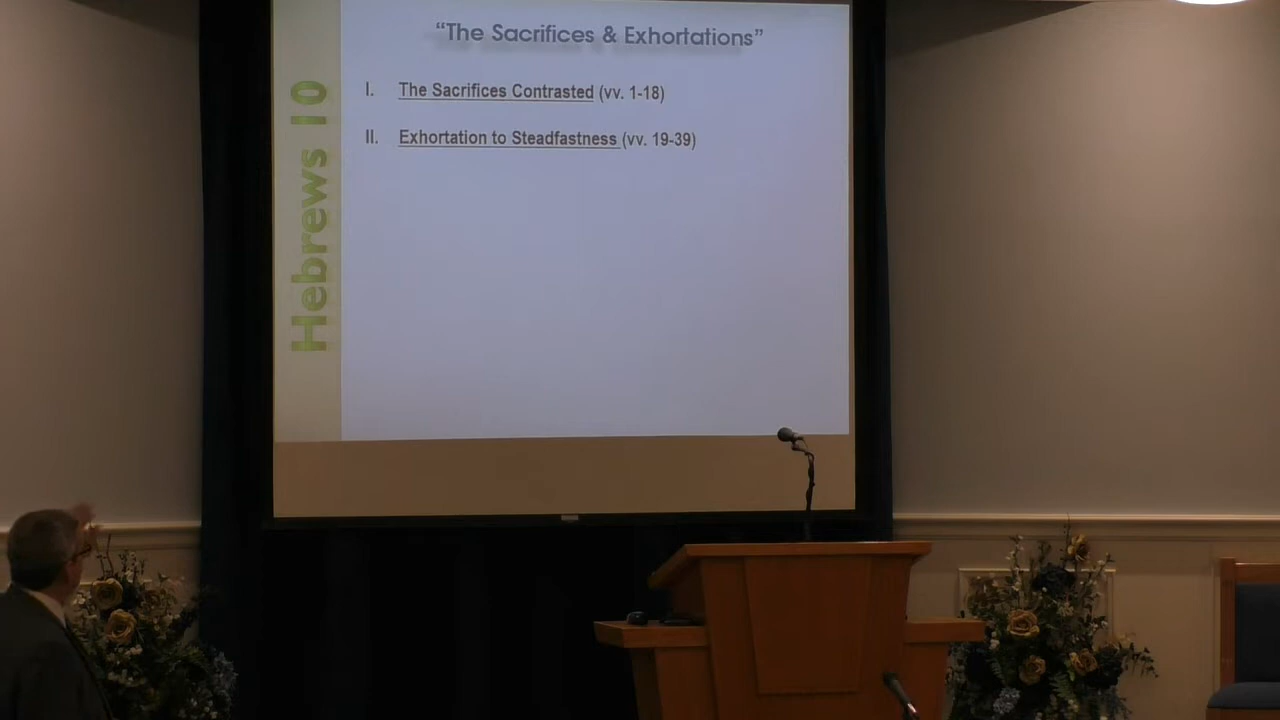 “The Sacrifices & Exhortations”
I. The Sacrifices Contrasted (vv. 1-18)
II. Exhortation to Steadfastness (vv. 19-39)
Hebrews 10